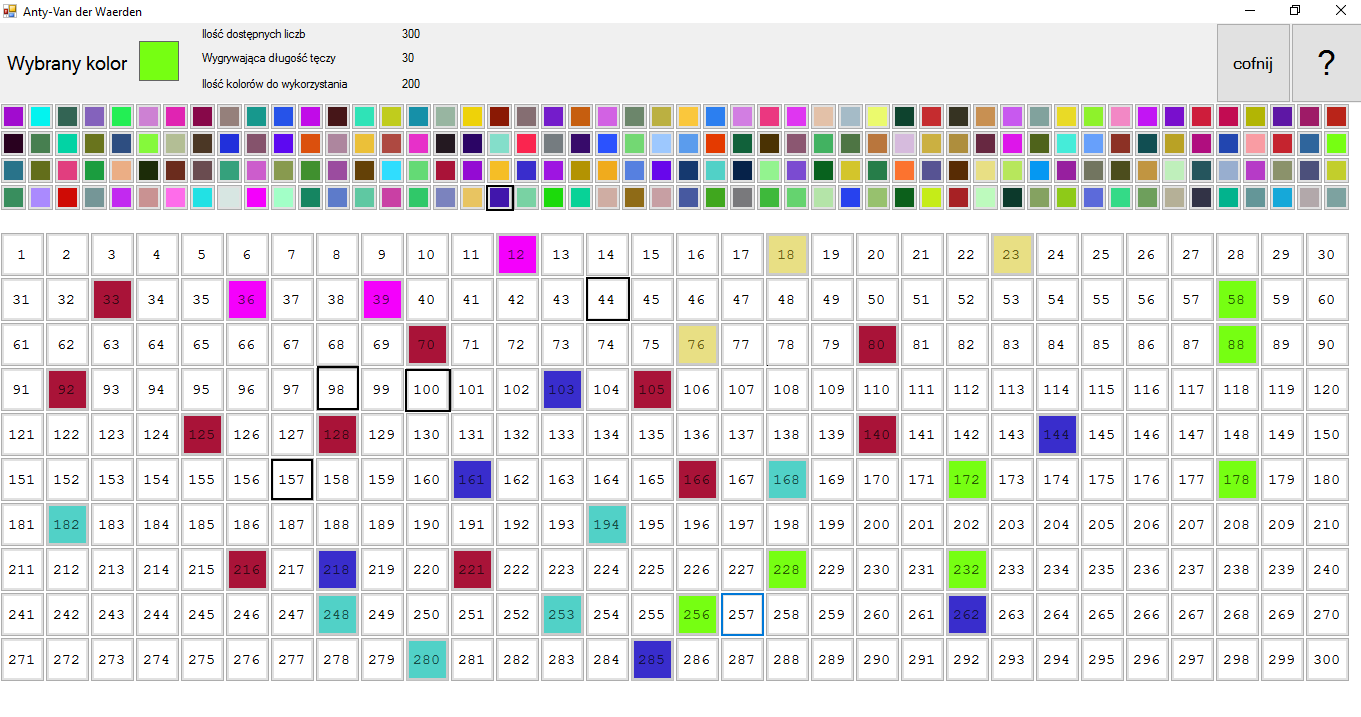 Anty-Van der Waerden
Wybrany kolor
Ilość dostępnych liczb 300
Wygrywająca długość tęczy 30
Ilość kolorów do wykorzystania 200
cofnij
?
1 2 3 4 5 6 7 8 9 10 11 12 13 14 15 16 17 18 19 20 21 22 23 24 25 26 27 28 29 30
31 32 33 34 35 36 37 38 39 40 41 42 43 44 45 46 47 48 49 50 51 52 53 54 55 56 57 58 59 60
61 62 63 64 65 66 67 68 69 70 71 72 73 74 75 76 77 78 79 80 81 82 83 84 85 86 87 88 89 90
91 92 93 94 95 96 97 98 99 100 101 102 103 104 105 106 107 108 109 110 111 112 113 114 115 116 117 118 119 120
121 122 123 124 125 126 127 128 129 130 131 132 133 134 135 136 137 138 139 140 141 142 143 144 145 146 147 148 149 150
151 152 153 154 155 156 157 158 159 160 161 162 163 164 165 166 167 168 169 170 171 172 173 174 175 176 177 178 179 180
181 182 183 184 185 186 187 188 189 190 191 192 193 194 195 196 197 198 199 200 201 202 203 204 205 206 207 208 209 210
211 212 213 214 215 216 217 218 219 220 221 222 223 224 225 226 227 228 229 230 231 232 233 234 235 236 237 238 239 240
241 242 243 244 245 246 247 248 249 250 251 252 253 254 255 256 257 258 259 260 261 262 263 264 265 266 267 268 269 270
271 272 273 274 275 276 277 278 279 280 281 282 283 284 285 286 287 288 289 290 291 292 293 294 295 296 297 298 299 300